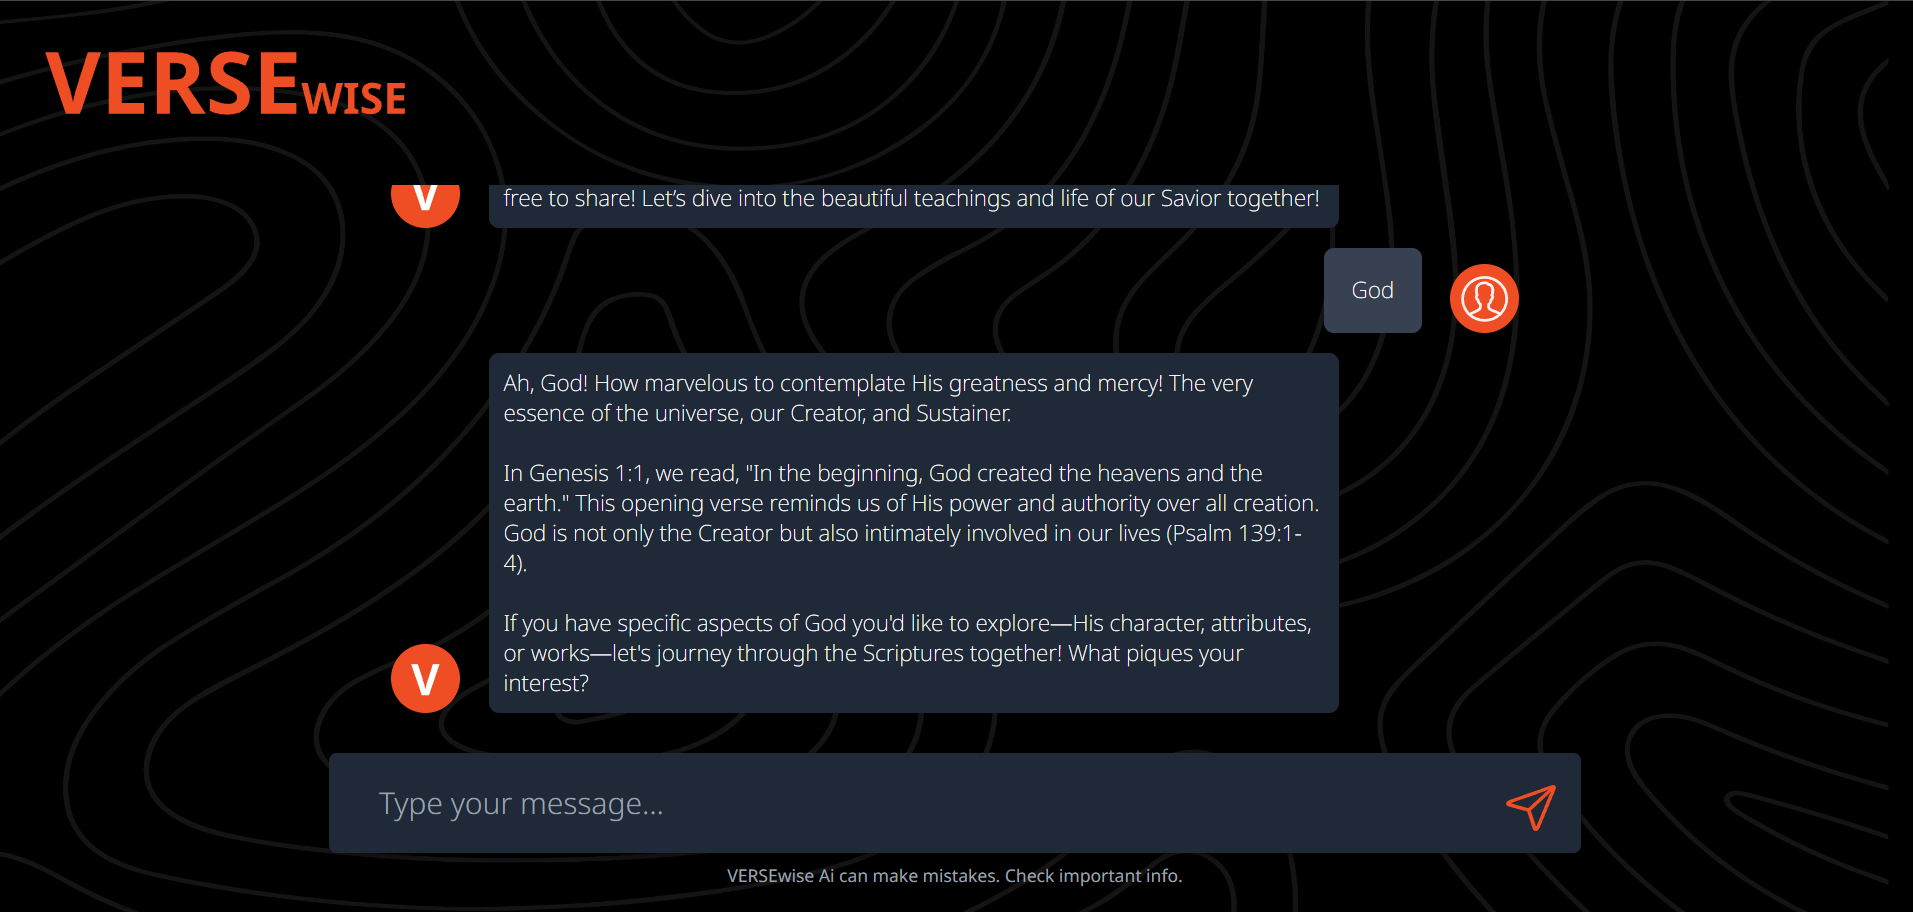 VERSEWISE
V
free to share! Let’s dive into the beautiful teachings and life of our Savior together!
God
Ah, God! How marvelous to contemplate His greatness and mercy! The very
essence of the universe, our Creator, and Sustainer.
In Genesis 1:1, we read, "In the beginning, God created the heavens and the
earth." This opening verse reminds us of His power and authority over all creation.
God is not only the Creator but also intimately involved in our lives (Psalm 139:1-
4).
If you have specific aspects of God you'd like to explore—His character, attributes,
or works—let's journey through the Scriptures together! What piques your
interest?
V
Type your message...
VERSEwise Ai can make mistakes. Check important info.